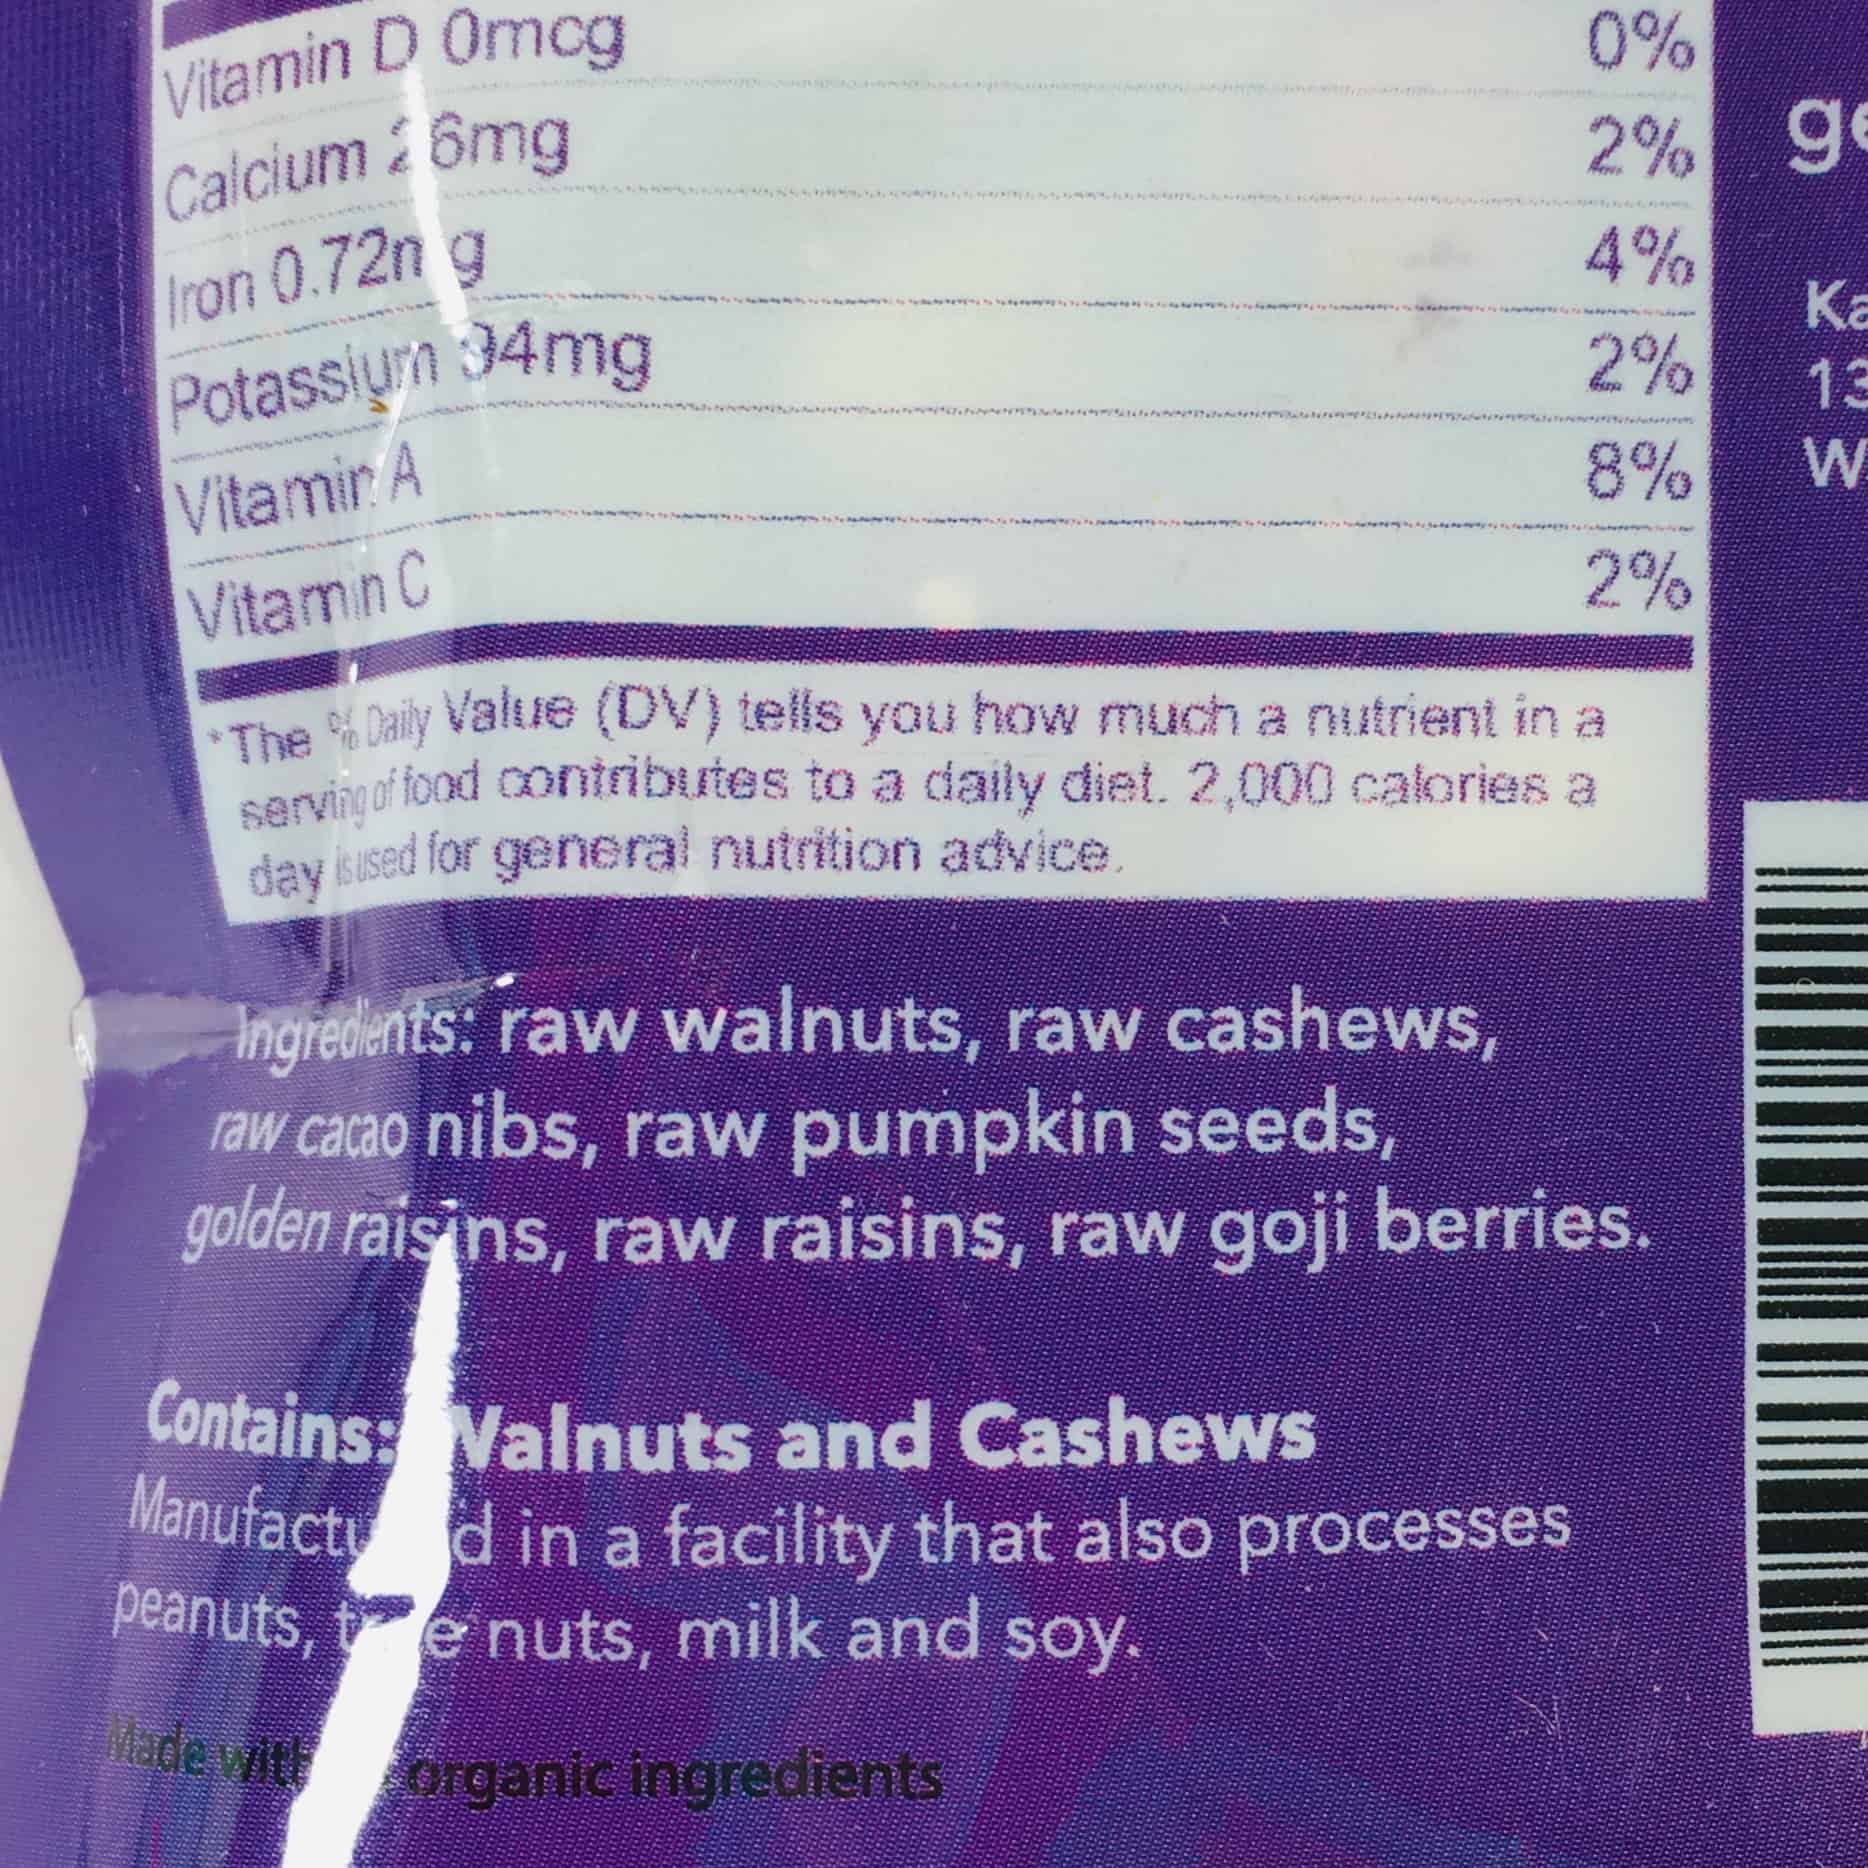 Vitamin D 0mcg 0%
Calcium 26mg 2%
Iron 0.72mg 4%
Potassium 94mg 2%
Vitamin A 8%
Vitamin C 2%
*The % Daily Value (DV) tells you how much a nutrient in a
serving of food contributes to a daily diet. 2,000 calories a
day is used for general nutrition advice.
Ingredients: raw walnuts, raw cashews,
raw cacao nibs, raw pumpkin seeds,
golden raisins, raw raisins, raw goji berries.
Contains: Walnuts and Cashews
Manufactured in a facility that also processes
peanuts, tree nuts, milk and soy.
Made with organic ingredients
ge
Ka
13
W